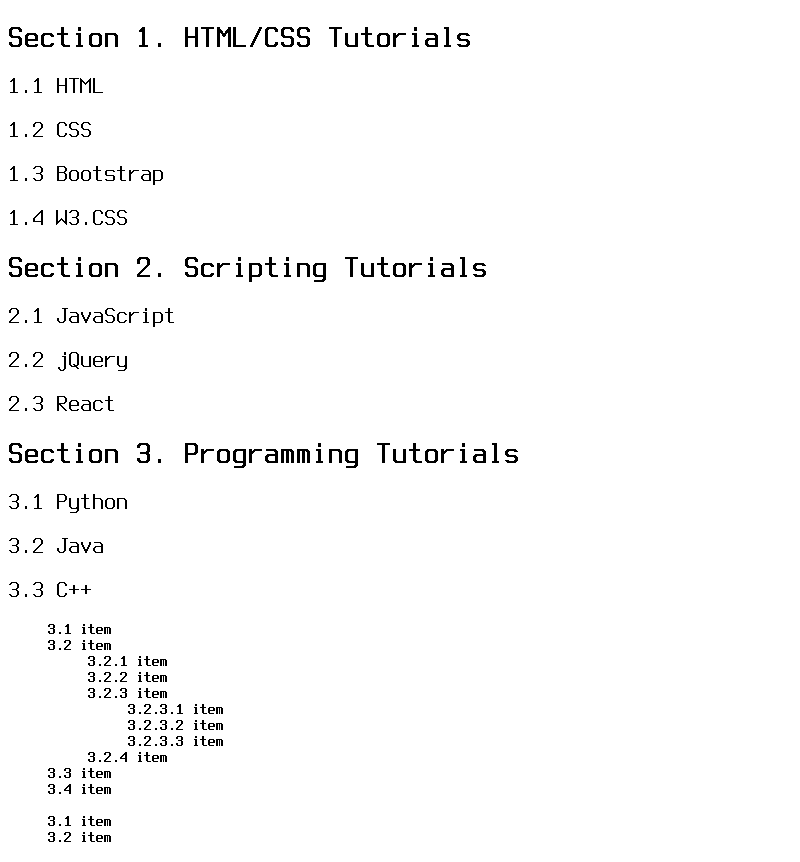 Section 1. HTML/CSS Tutorials
1.1 HTML
1.2 CSS
1.3 Bootstrap
1.4 W3.CSS
Section 2. Scripting Tutorials
2.1 JavaScript
2.2 jQuery
2.3 React
Section 3. Programming Tutorials
3.1 Python
3.2 Java
3.3 C++
3.1 item
3.2 item
3.2.1 item
3.2.2 item
3.2.3 item
3.2.3.1 item
3.2.3.2 item
3.2.3.3 item
3.2.4 item
3.3 item
3.4 item
3.1 item
3.2 item